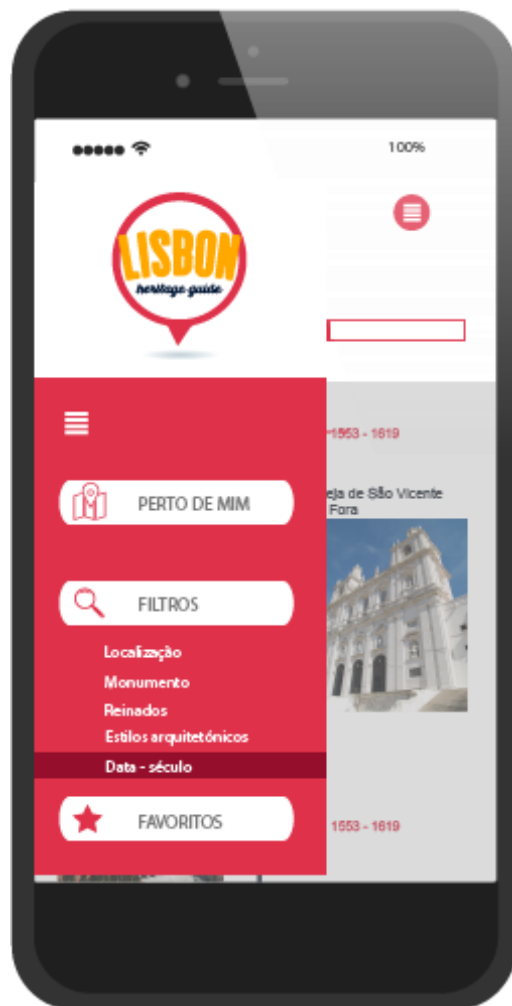 100%
LISBON
heritage guide
1553 - 1619
PERTO DE MIM
eja de São Vicente
Fora
FILTROS
Localização
Monumento
Reinados
Estilos arquitetónicos
Data - século
FAVORITOS
1553 - 1619